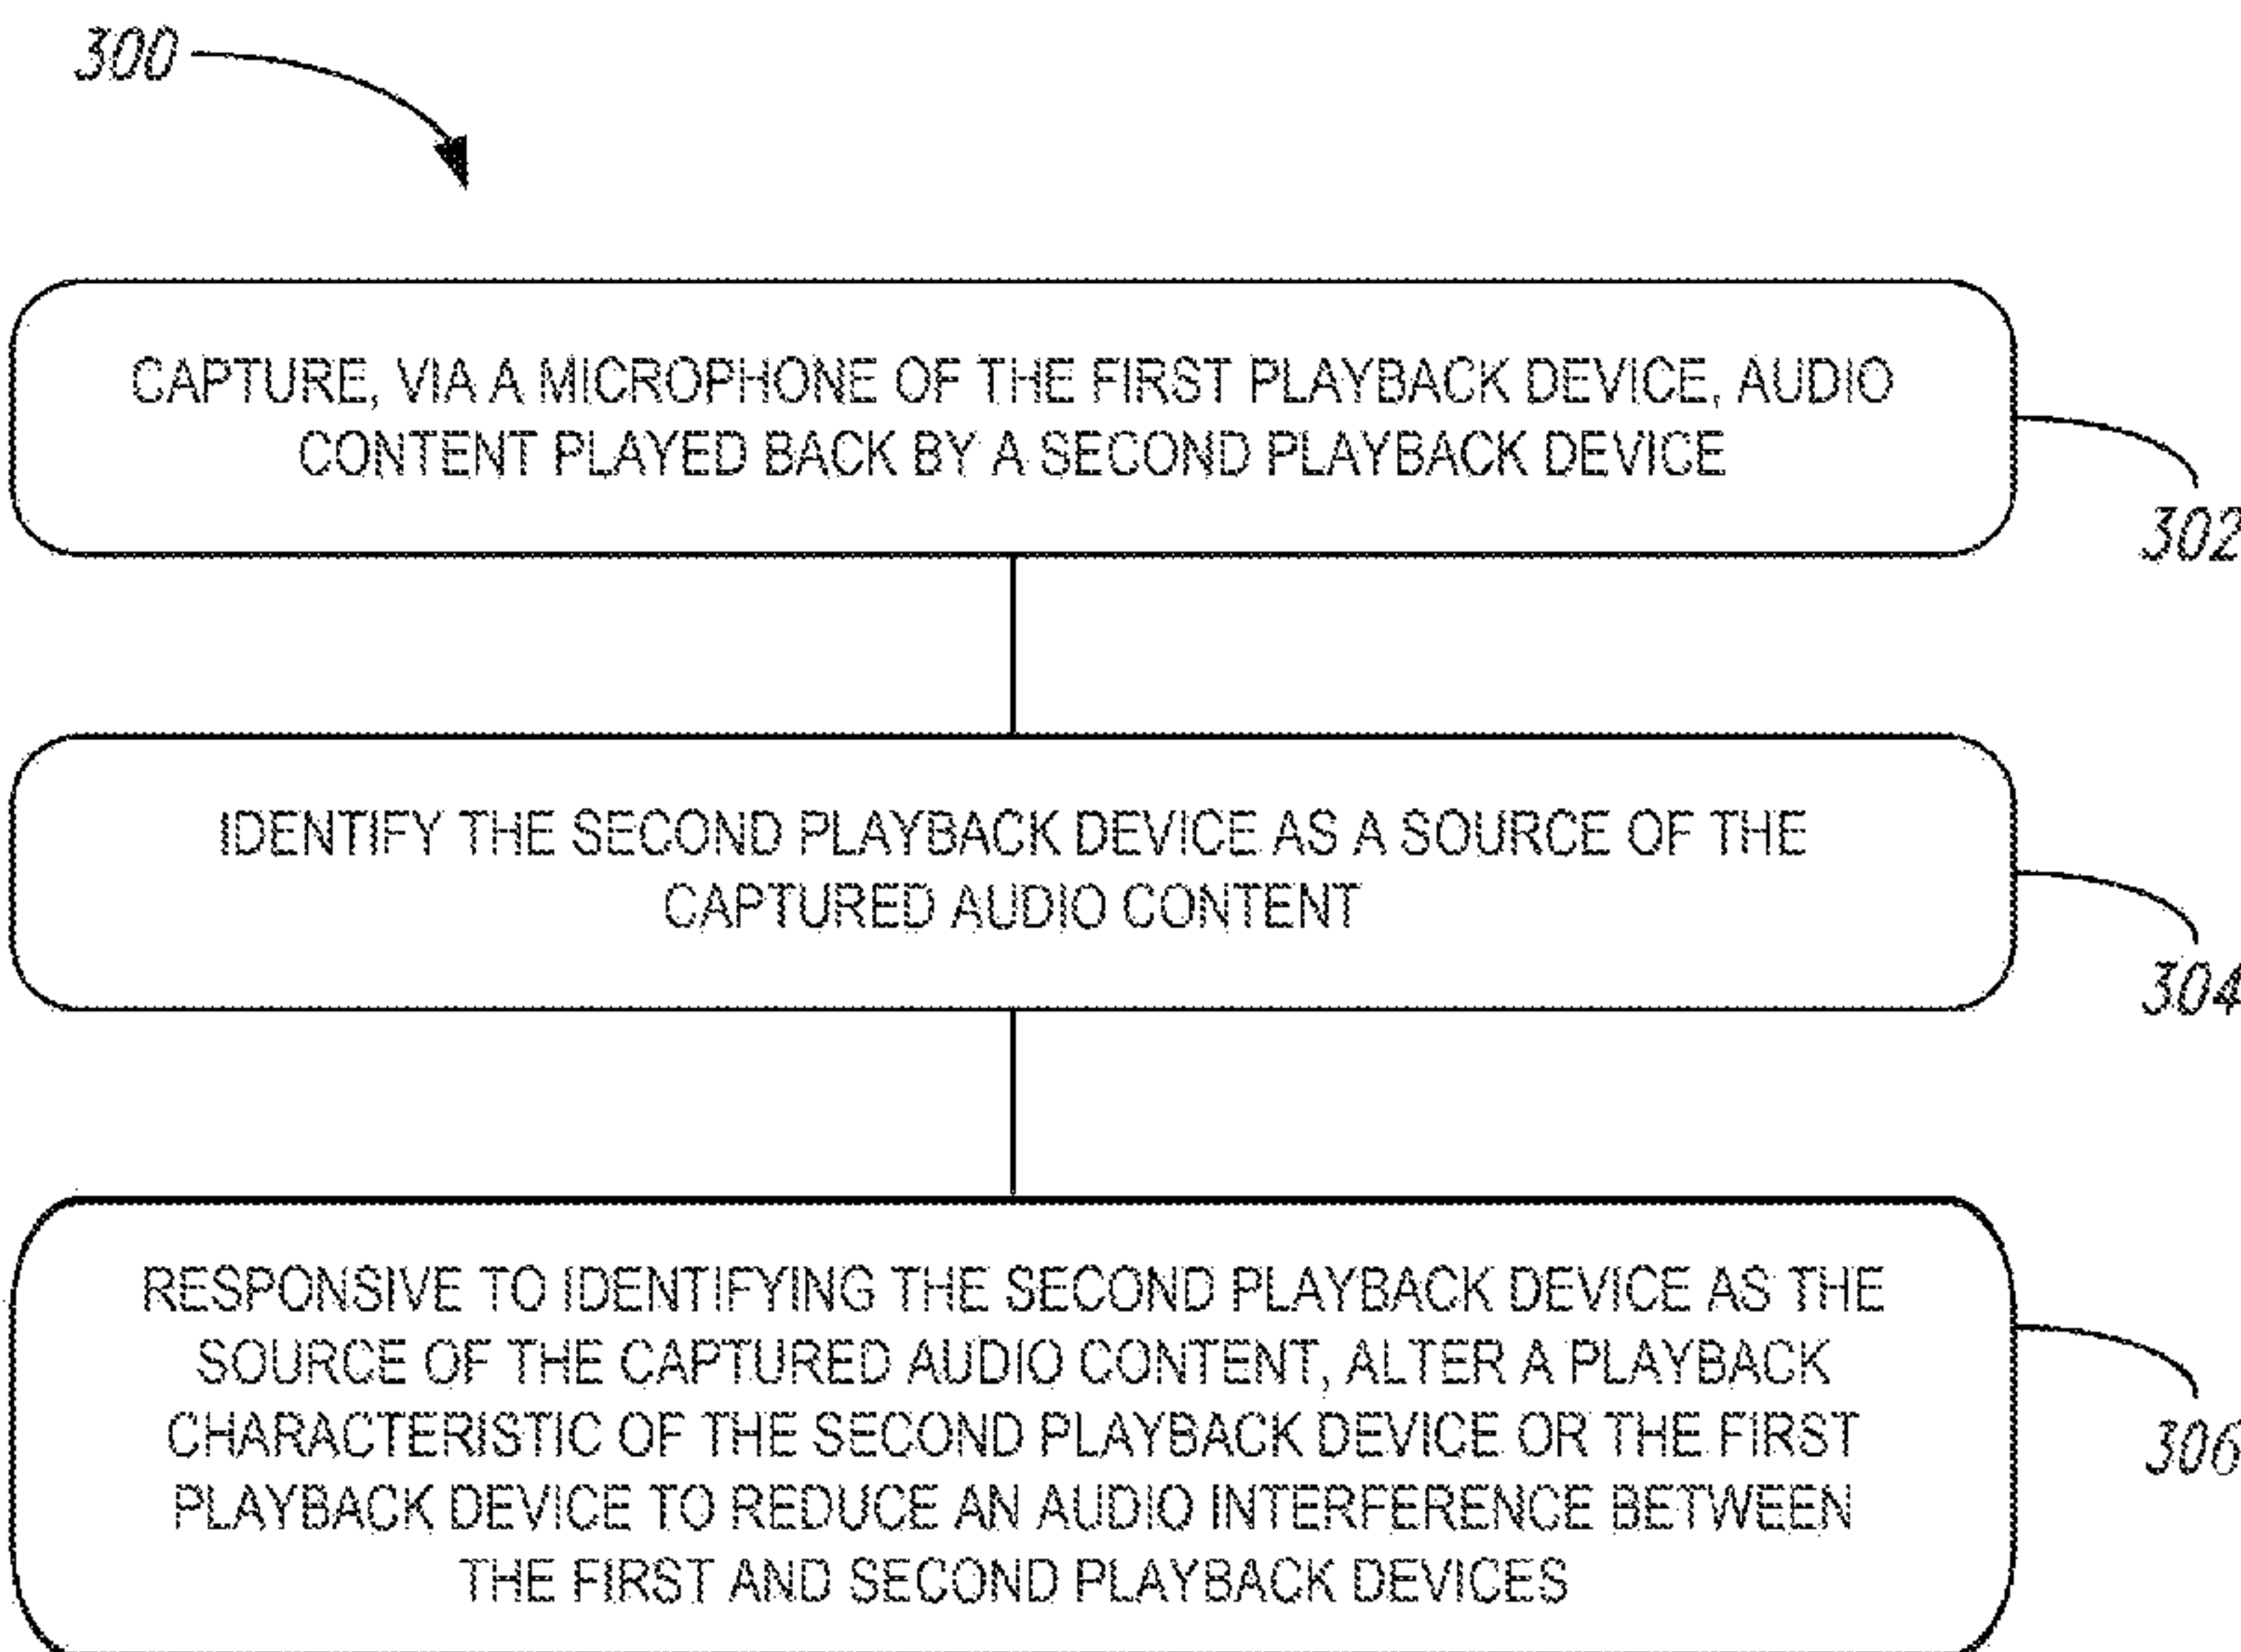 300
CAPTURE, VIA A MICROPHONE OF THE FIRST PLAYBACK DEVICE, AUDIO
CONTENT PLAYED BACK BY A SECOND PLAYBACK DEVICE
302
IDENTIFY THE SECOND PLAYBACK DEVICE AS A SOURCE OF THE
CAPTURED AUDIO CONTENT
304
RESPONSIVE TO IDENTIFYING THE SECOND PLAYBACK DEVICE AS THE
SOURCE OF THE CAPTURED AUDIO CONTENT, ALTER A PLAYBACK
CHARACTERISTIC OF THE SECOND PLAYBACK DEVICE OR THE FIRST
PLAYBACK DEVICE TO REDUCE AN AUDIO INTERFERENCE BETWEEN
THE FIRST AND SECOND PLAYBACK DEVICES
306